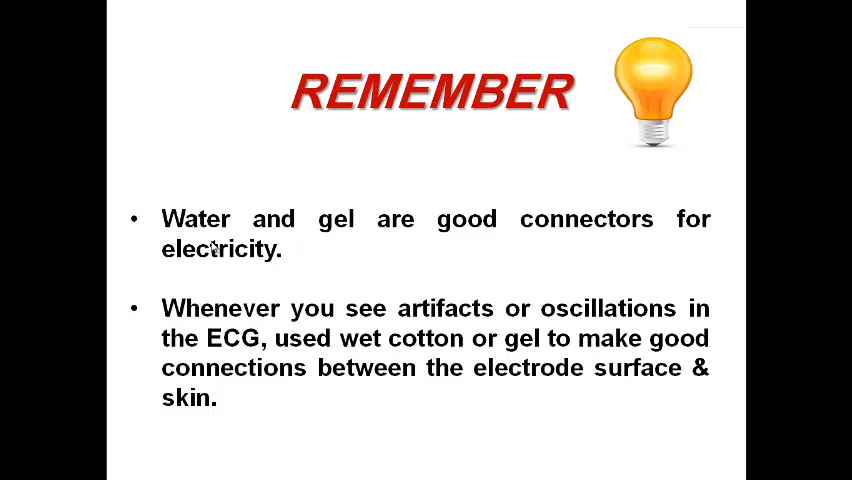 REMEMBER
• Water and gel are good connectors for
electricity.
• Whenever you see artifacts or oscillations in
the ECG, used wet cotton or gel to make good
connections between the electrode surface &
skin.